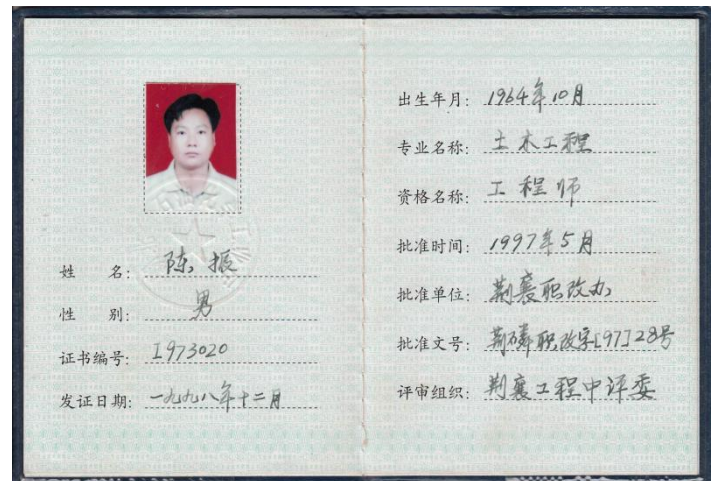 姓 名: 陈振
性 别: 男
证书编号: I973020
发证日期: 一九九八年十二月
出生年月: 1964年10月
专业名称: 土木工程
资格名称: 工程师
批准时间: 1997年5月
批准单位: 荆襄职改办
批准文号: 荆磷职改字[97]28号
评审组织: 荆襄工程中评委